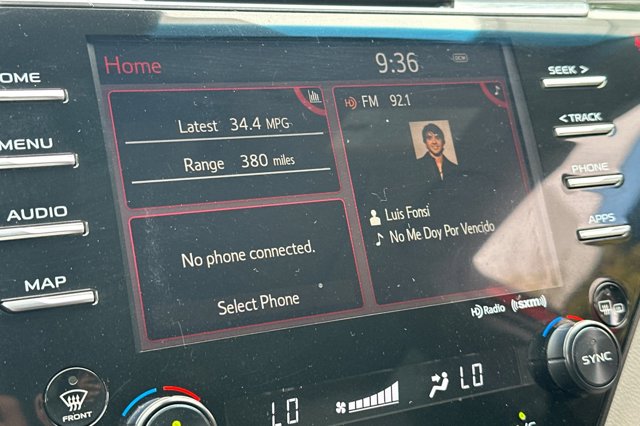 Home 9:36 DCM
HOME
SEEK >
Latest 34.4 MPG
HD FM 92.1
< TRACK
MENU
Range 380 miles
PHONE
AUDIO
Luis Fonsi
No Me Doy Por Vencido
APPS
No phone connected.
MAP
Select Phone
HD Radio ((sxm))
SYNC
FRONT
LO
LO